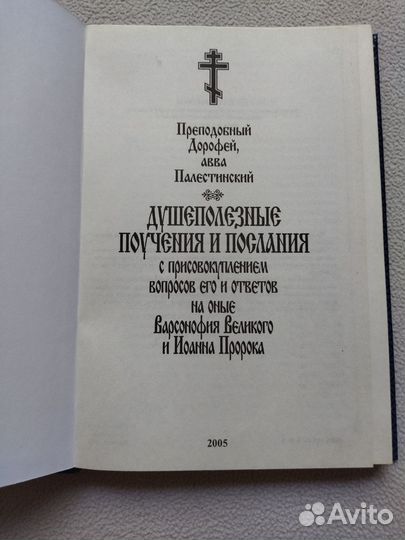 Преподобный
Дорофей,
авва
Палестинский
ДУШЕПОЛЕЗНЫЕ
ПОУЧЕНИЯ И ПОСЛАНИЯ
с присовокуплением
вопросов его и ответов
на оные
Варсонофия Великого
и Иоанна Пророка
2005
Avito